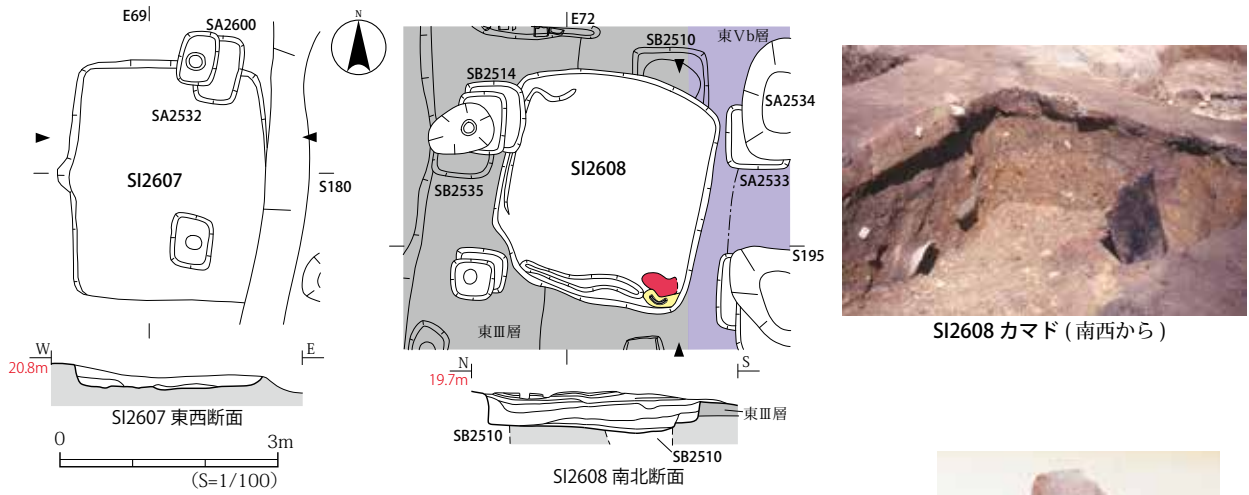 E69
SA2600
N
SA2532
SI2607
S180
W
E
20.8m
SI2607 東西断面
0
3m
(S=1/100)
E72
東Ⅴb層
SB2510
SB2514
SA2534
SI2608
SB2535
SA2533
S195
東Ⅲ層
N
S
19.7m
東Ⅲ層
SB2510
SB2510
SI2608 南北断面
SI2608 カマド ( 南西から )